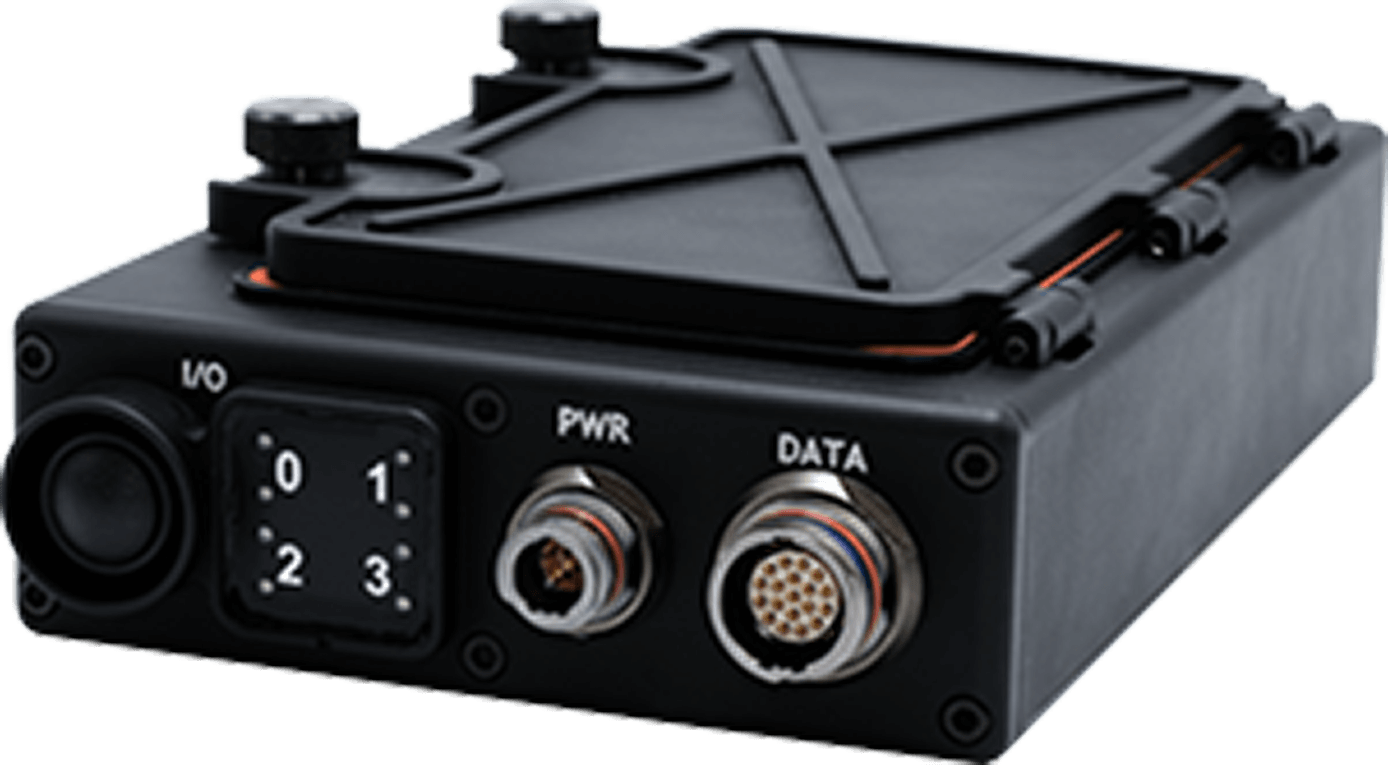 I/O
PWR
DATA
0 1
2 3